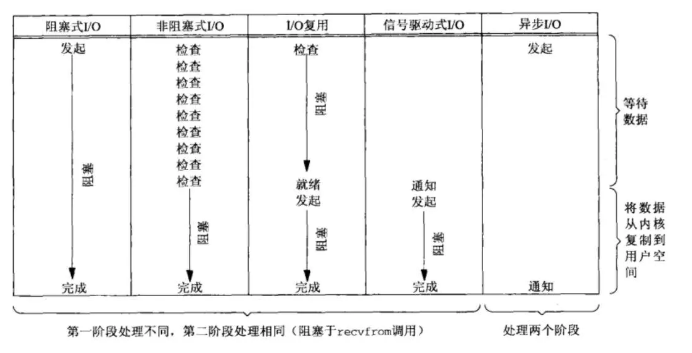 阻塞式I/O 非阻塞式I/O I/O复用 信号驱动式I/O 异步I/O
发起 检查 检查 发起
检查
检查
检查
检查
检查
检查
检查
检查
阻塞
阻塞
等待
数据
就绪 通知
发起 发起
阻塞
阻塞
阻塞
将数据
从内核
复制到
用户空
间
完成 完成 完成 完成 通知
第一阶段处理不同，第二阶段处理相同（阻塞于recvfrom调用） 处理两个阶段